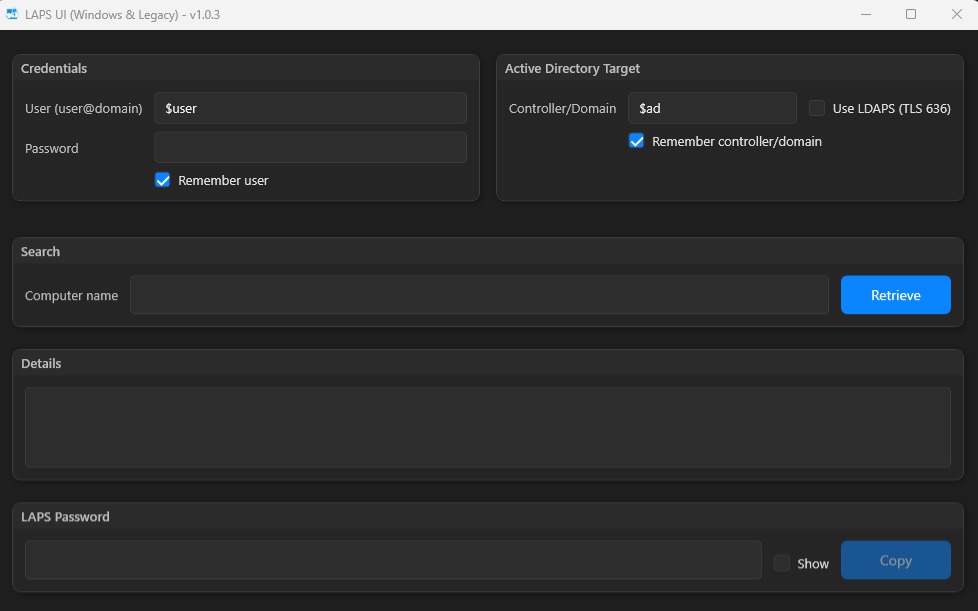 LAPS UI (Windows & Legacy) - v1.0.3
Credentials
User (user@domain)
$user
Password
Remember user
Active Directory Target
Controller/Domain
$ad
Use LDAPS (TLS 636)
Remember controller/domain
Search
Computer name
Retrieve
Details
LAPS Password
Show
Copy